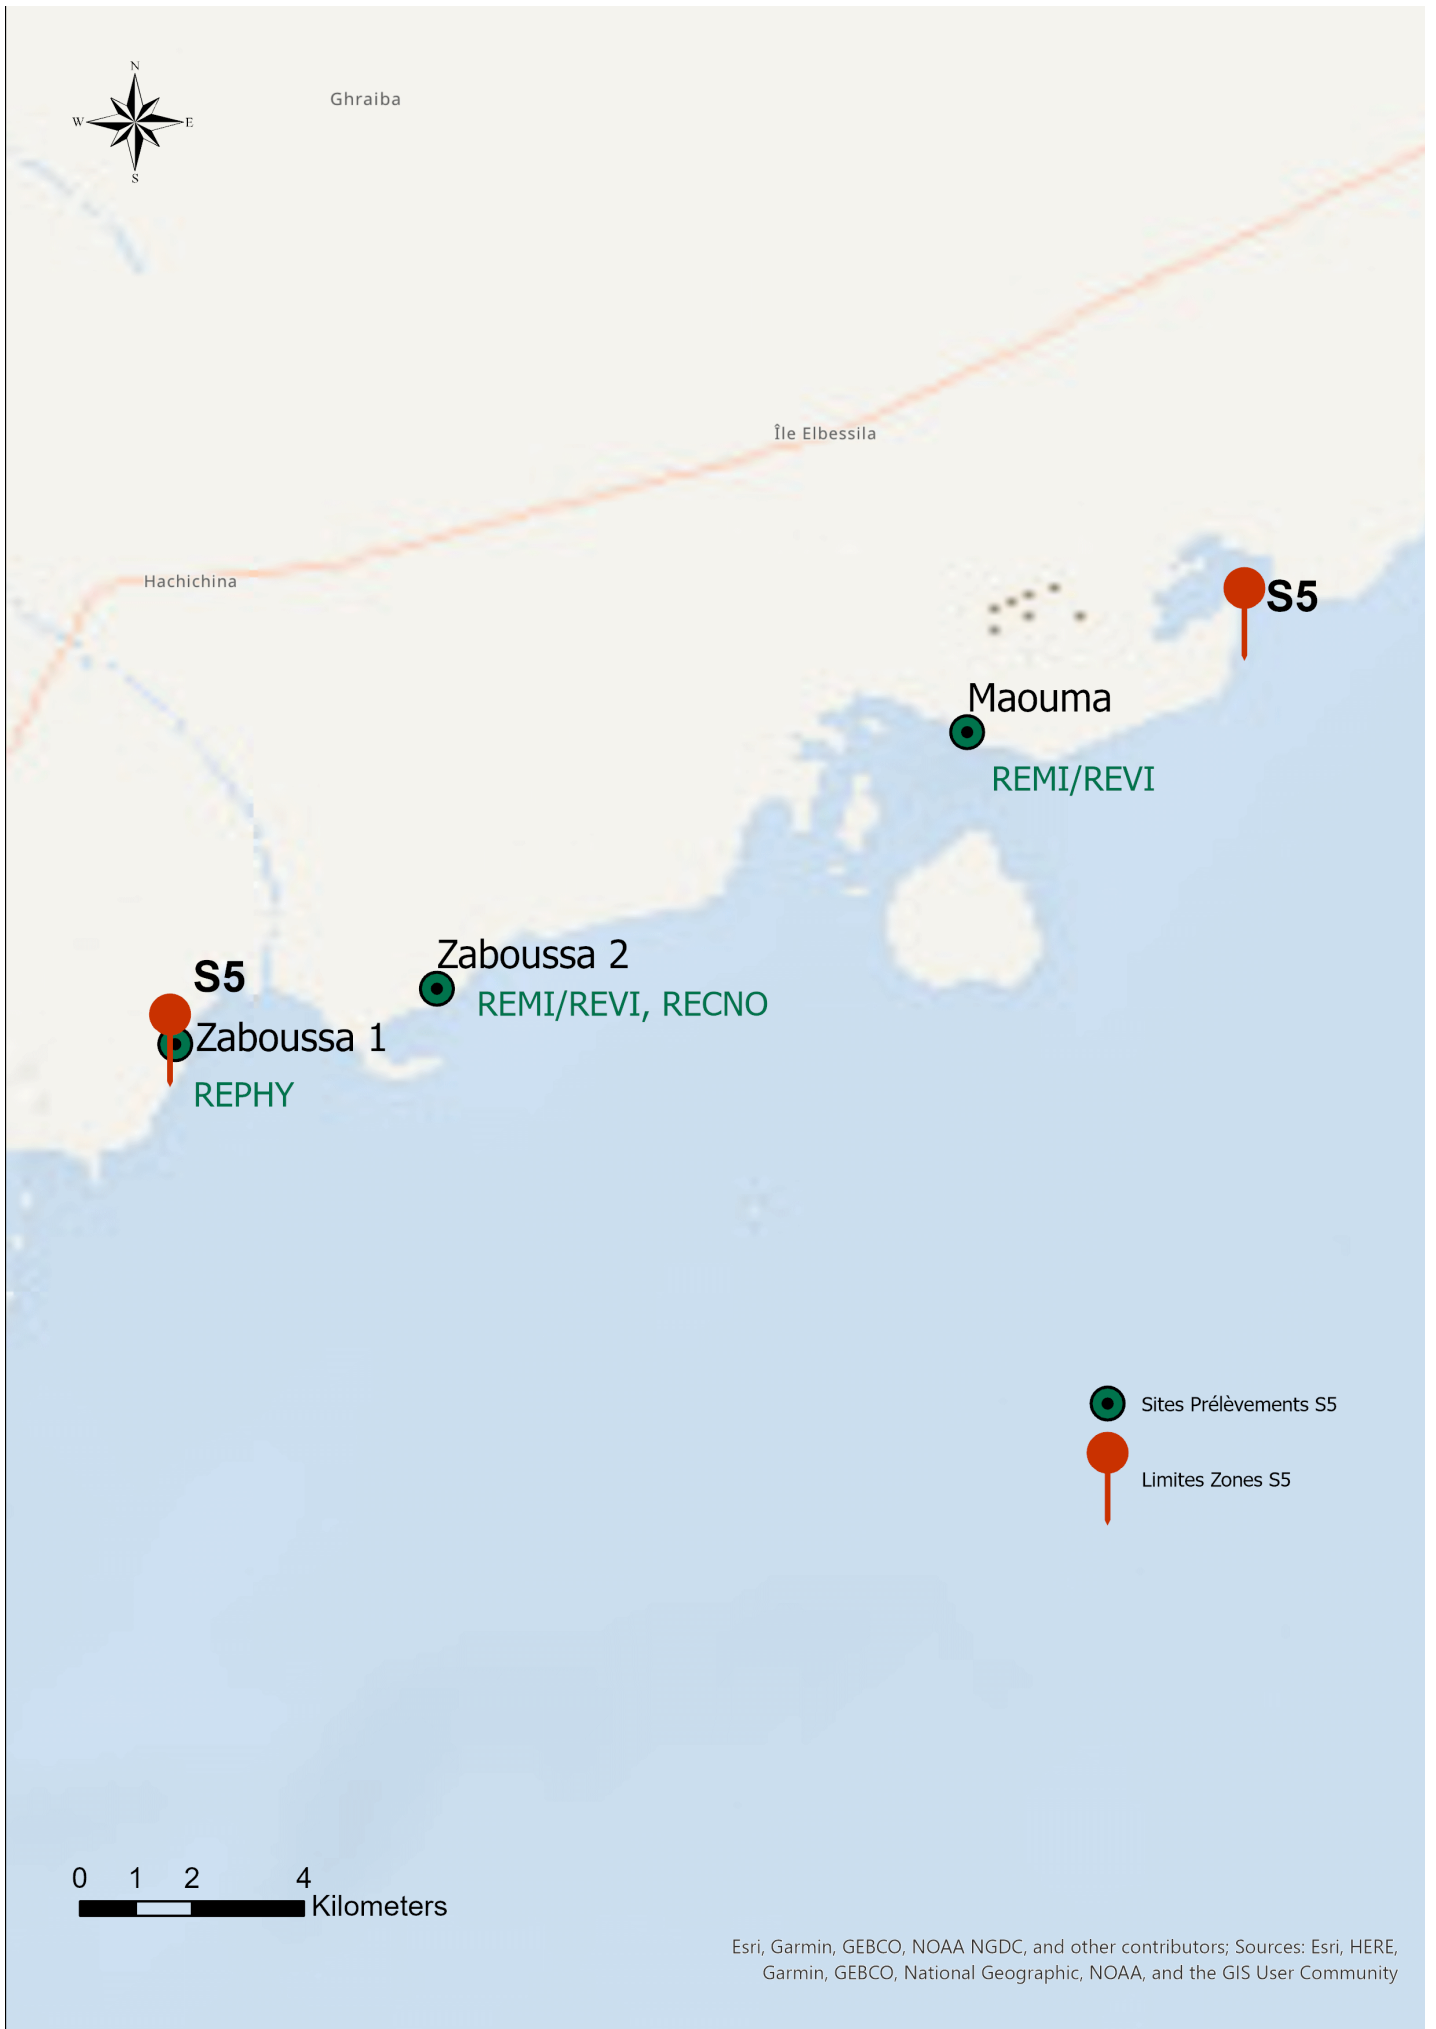 N
W E
S
Ghraiba
Île Elbessila
Hachichina
S5
Maouma
REMI/REVI
Zaboussa 2
REMI/REVI, RECNO
S5
Zaboussa 1
REPHY
Sites Prélèvements S5
Limites Zones S5
0 1 2 4
Kilometers
Esri, Garmin, GEBCO, NOAA NGDC, and other contributors; Sources: Esri, HERE,
Garmin, GEBCO, National Geographic, NOAA, and the GIS User Community